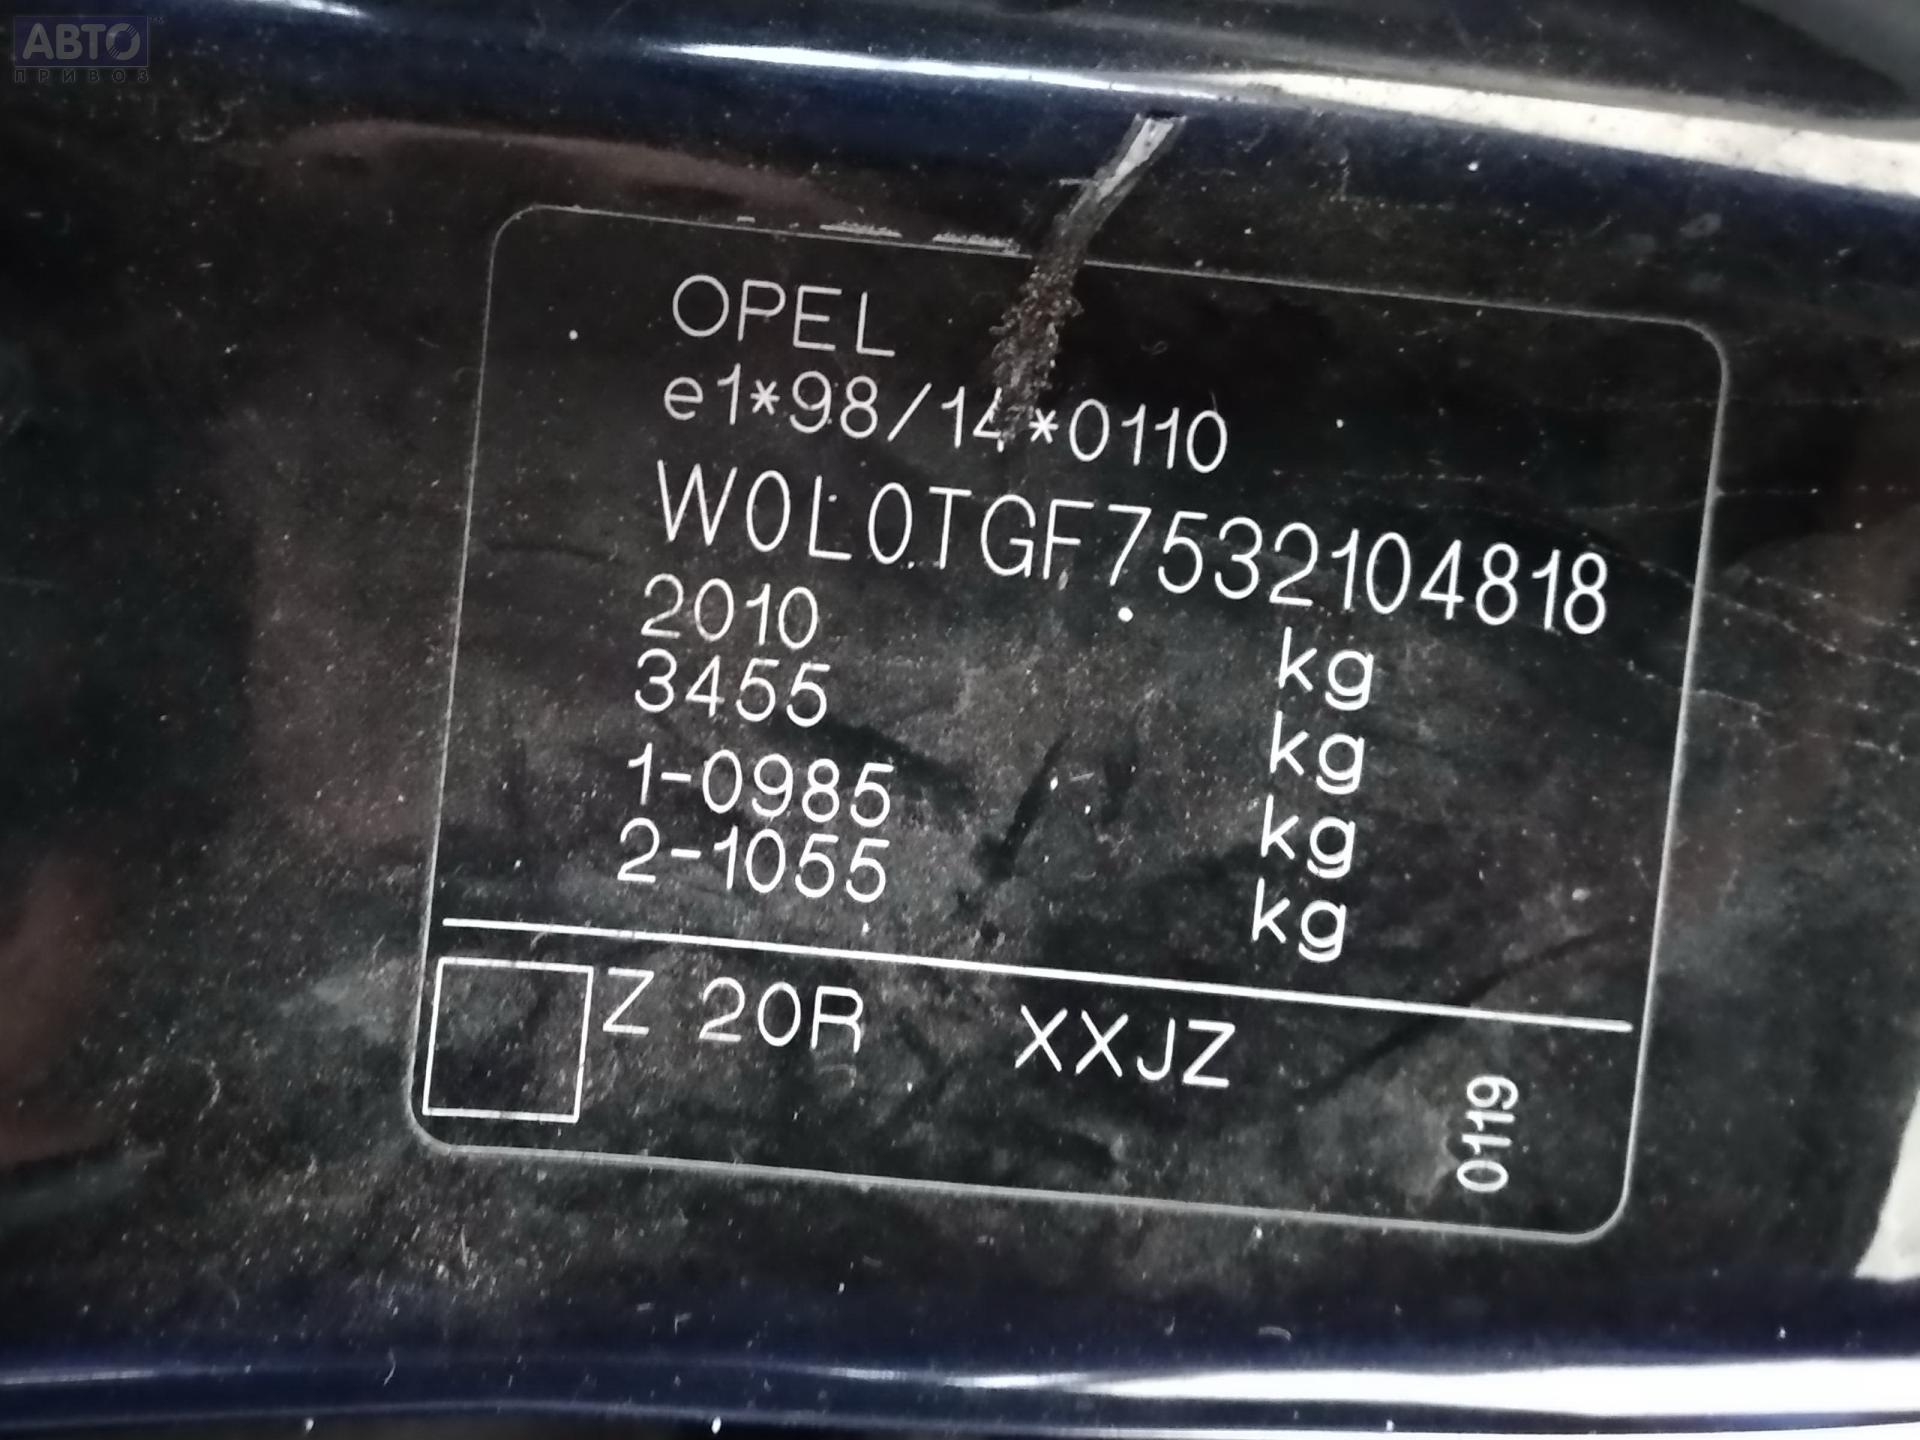 АВТО
ПРИВОЗ
OPEL
e1*98/14*0110
W0L0TGF7532104818
2010 kg
3455 kg
1-0985 kg
2-1055 kg
Z 20R XXJZ
0119